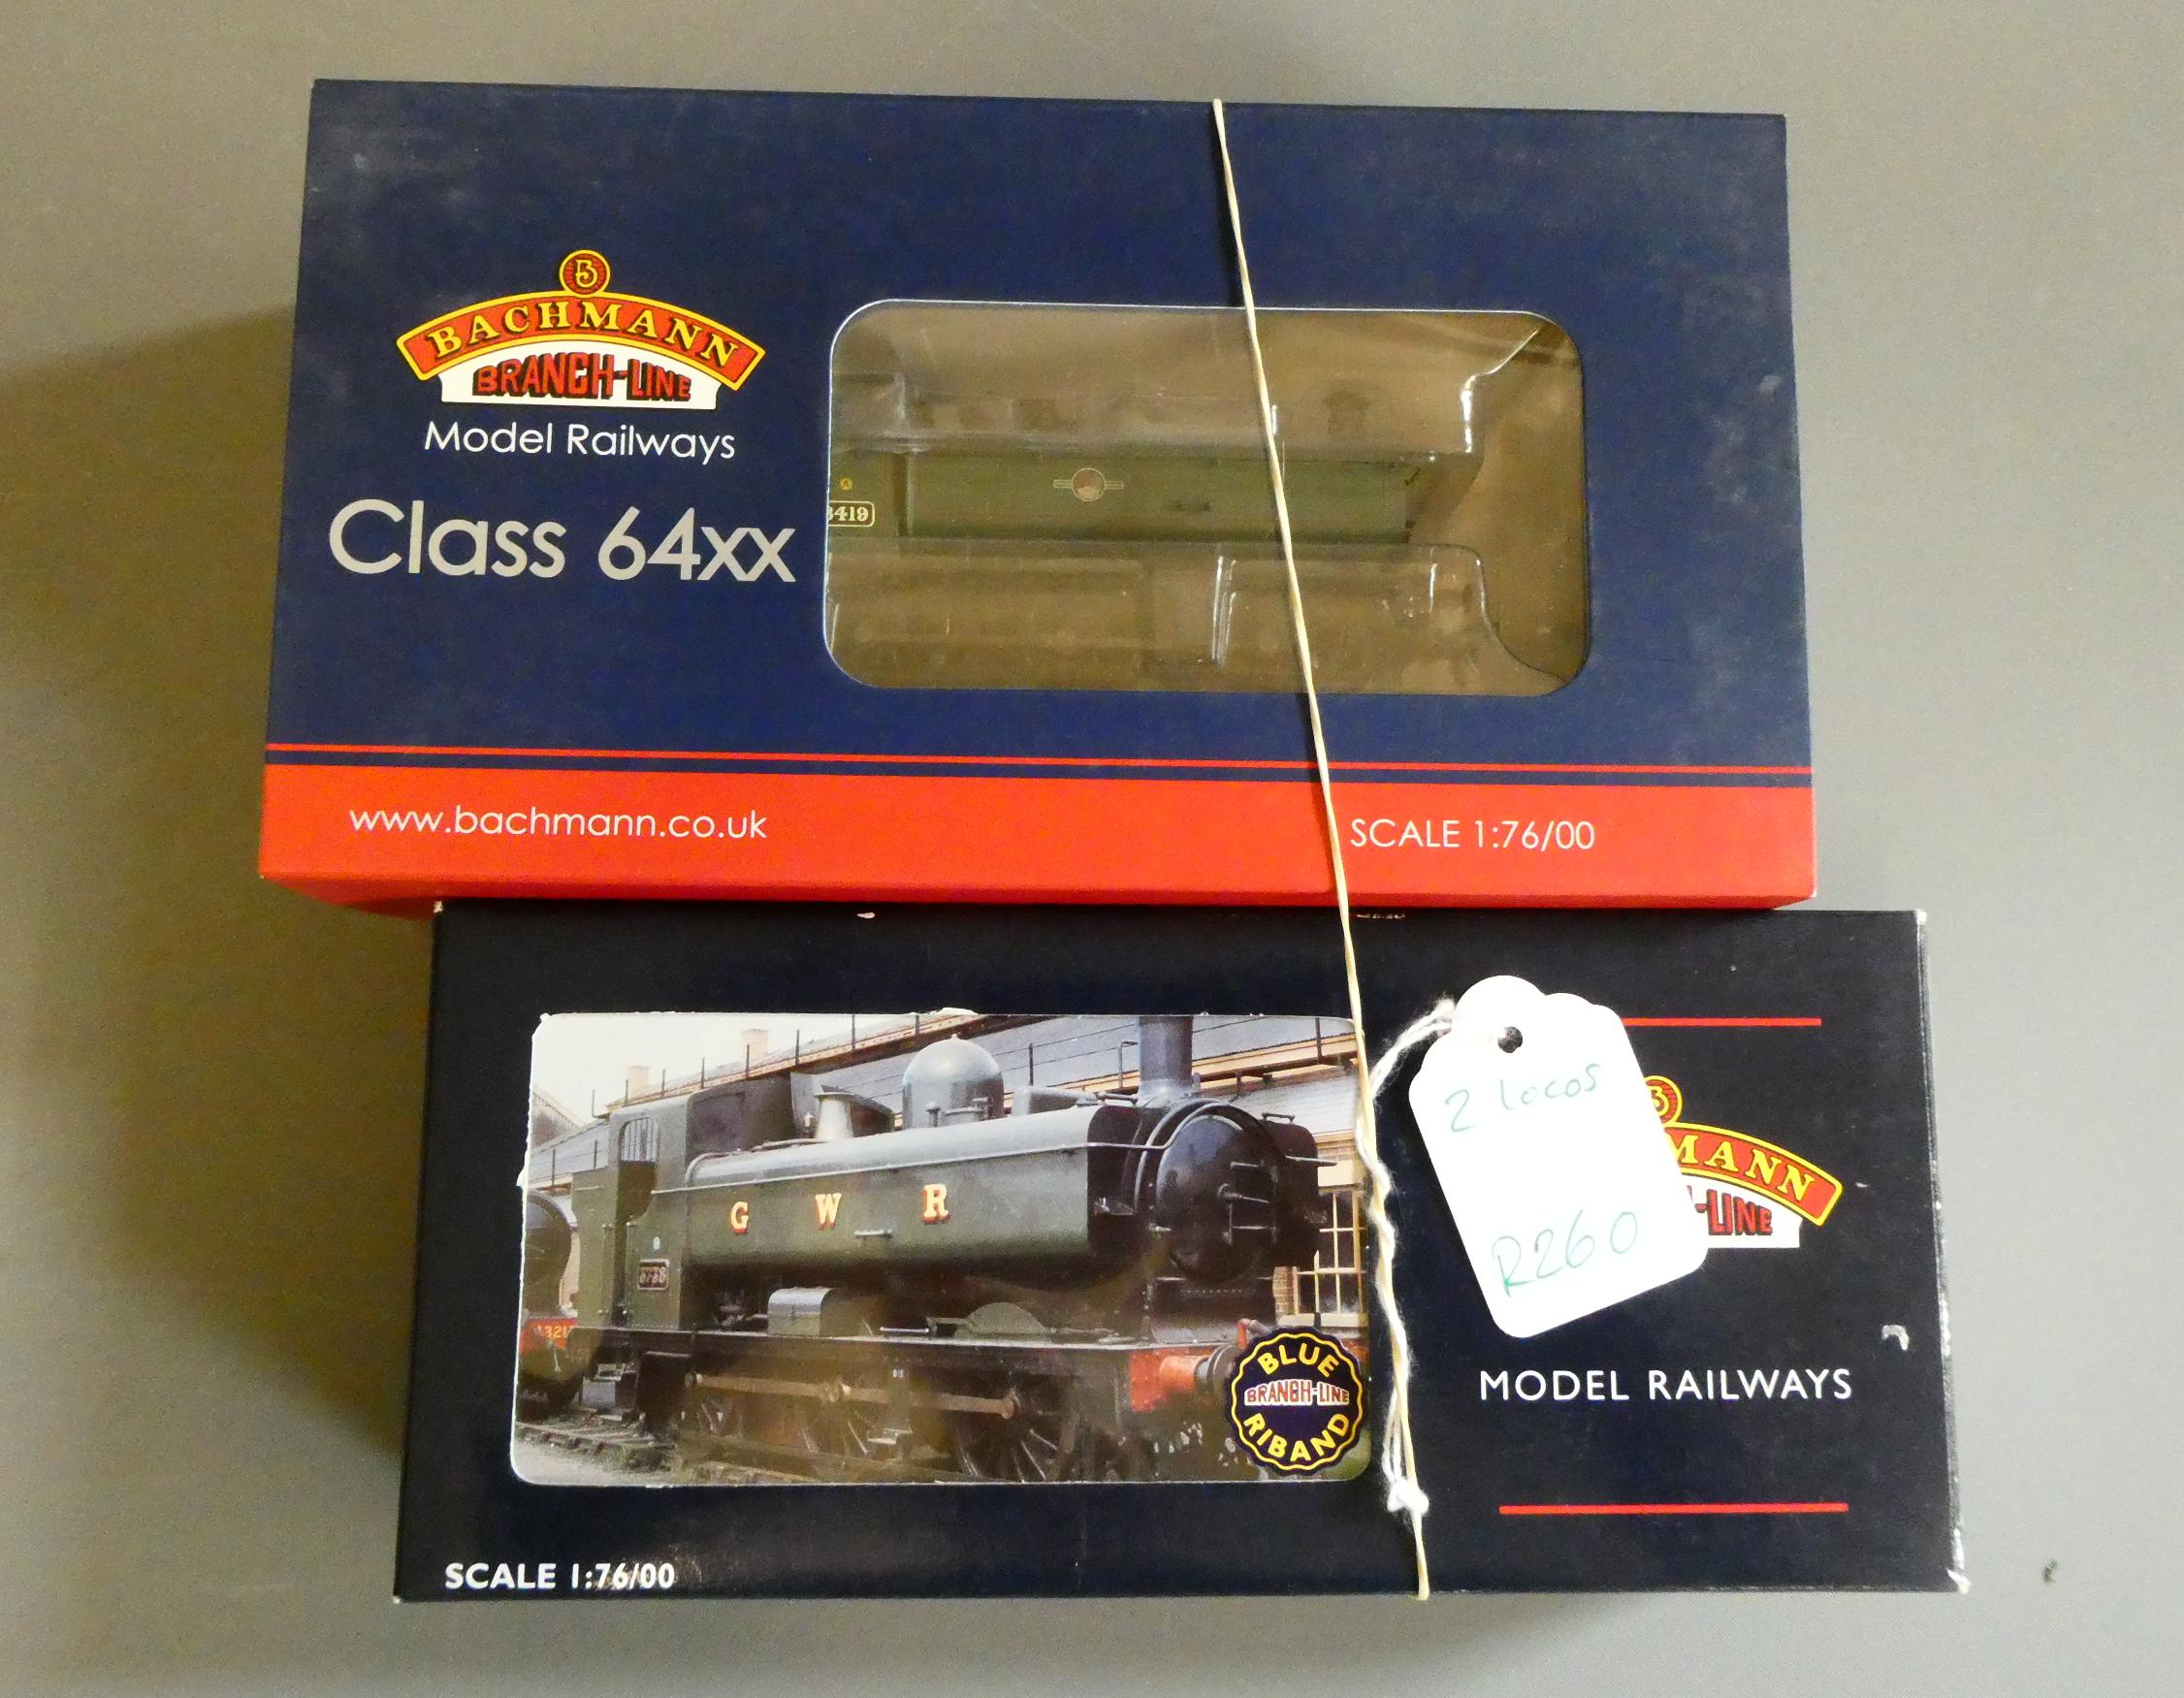 B
BACHMANN
BRANCH-LINE
Model Railways
Class 64xx
6419
www.bachmann.co.uk
SCALE 1:76/00
G W R
BLUE
BRANCH-LINE
RIBAND
2 locos
R260
B
MANN
-LINE
MODEL RAILWAYS
SCALE 1:76/00